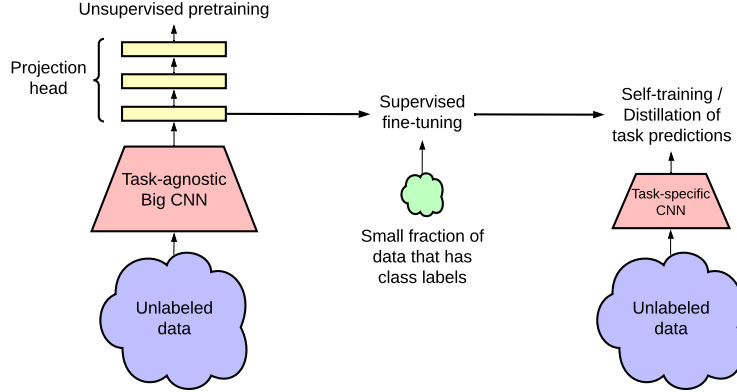 Unsupervised pretraining
Projection
head
Task-agnostic
Big CNN
Unlabeled
data
Supervised
fine-tuning
Small fraction of
data that has
class labels
Self-training /
Distillation of
task predictions
Task-specific
CNN
Unlabeled
data